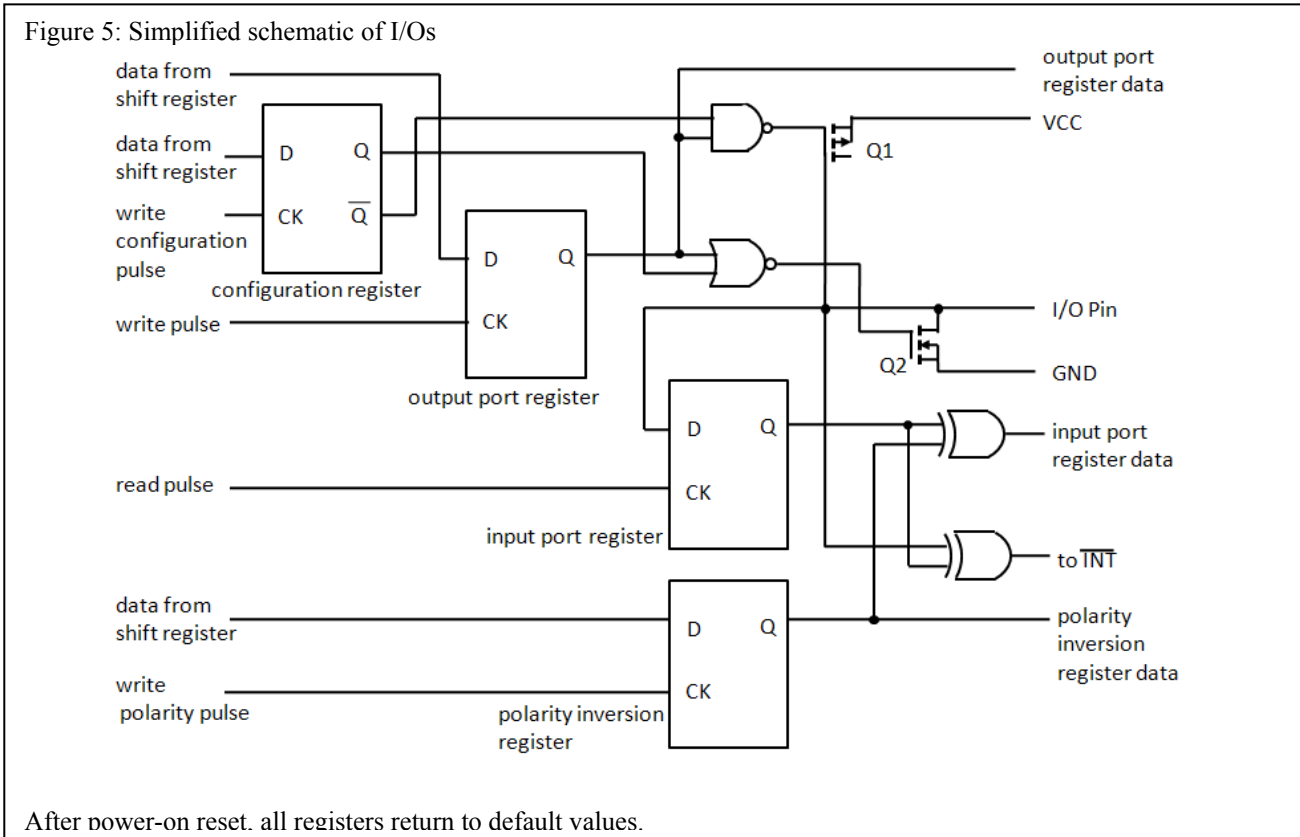 Figure 5: Simplified schematic of I/Os
data from
shift register
output port
register data
VCC
Q1
data from
shift register
D
Q
write
configuration
pulse
CK
Q̅
configuration register
D
Q
write pulse
CK
output port register
I/O Pin
Q2
GND
D
Q
input port
register data
read pulse
CK
input port register
to I̅N̅T̅
data from
shift register
D
Q
polarity
inversion
register data
write
polarity pulse
CK
polarity inversion
register
After power-on reset, all registers return to default values.